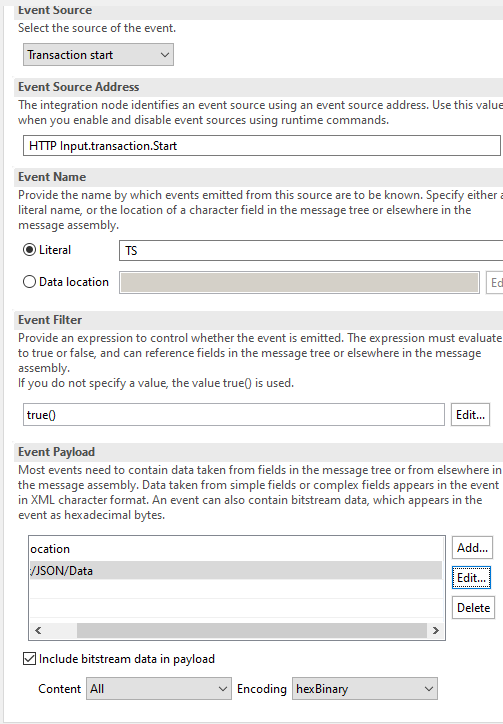 Event Source
Select the source of the event.
Transaction start
Event Source Address
The integration node identifies an event source using an event source address. Use this value
when you enable and disable event sources using runtime commands.
HTTP Input.transaction.Start
Event Name
Provide the name by which events emitted from this source are to be known. Specify either a
literal name, or the location of a character field in the message tree or elsewhere in the
message assembly.
Literal TS
Data location Ed
Event Filter
Provide an expression to control whether the event is emitted. The expression must evaluate
to true or false, and can reference fields in the message tree or elsewhere in the message
assembly.
If you do not specify a value, the value true() is used.
true() Edit...
Event Payload
Most events need to contain data taken from fields in the message tree or from elsewhere in
the message assembly. Data taken from simple fields or complex fields appears in the event
in XML character format. An event can also contain bitstream data, which appears in the
event as hexadecimal bytes.
ocation Add...
:/JSON/Data Edit...
Delete
Include bitstream data in payload
Content All Encoding hexBinary